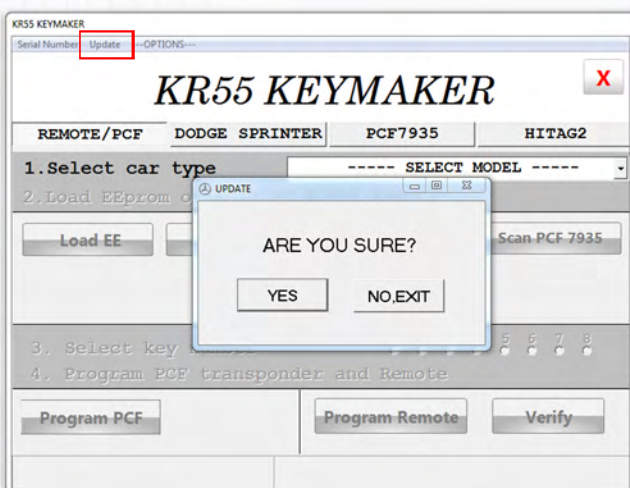 KR55 KEYMAKER
Serial Number Update ---OPTIONS---
KR55 KEYMAKER
X
REMOTE/PCF DODGE SPRINTER PCF7935 HITAG2
1.Select car type ----- SELECT MODEL -----
2.Load EEprom o
UPDATE
ARE YOU SURE?
YES NO,EXIT
Load EE Scan PCF 7935
3. Select key 5 6 7 8
4. Program PCF transponder and Remote
Program PCF Program Remote Verify